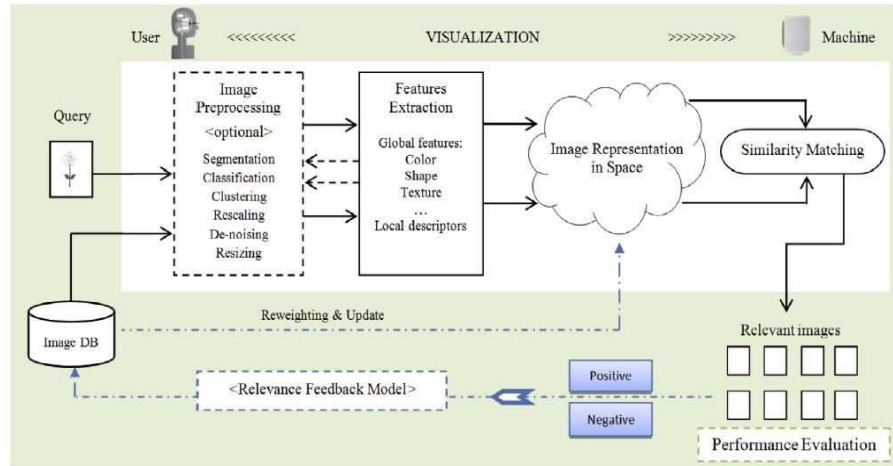 User
<<<<<<<<<
VISUALIZATION
>>>>>>>>>
Machine
Query
Image
Preprocessing
<optional>
Segmentation
Classification
Clustering
Rescaling
De-noising
Resizing
Features
Extraction
Global features:
Color
Shape
Texture
...
Local descriptors
Image Representation
in Space
Similarity Matching
Image DB
Reweighting & Update
Relevant images
<Relevance Feedback Model>
Positive
Negative
Performance Evaluation